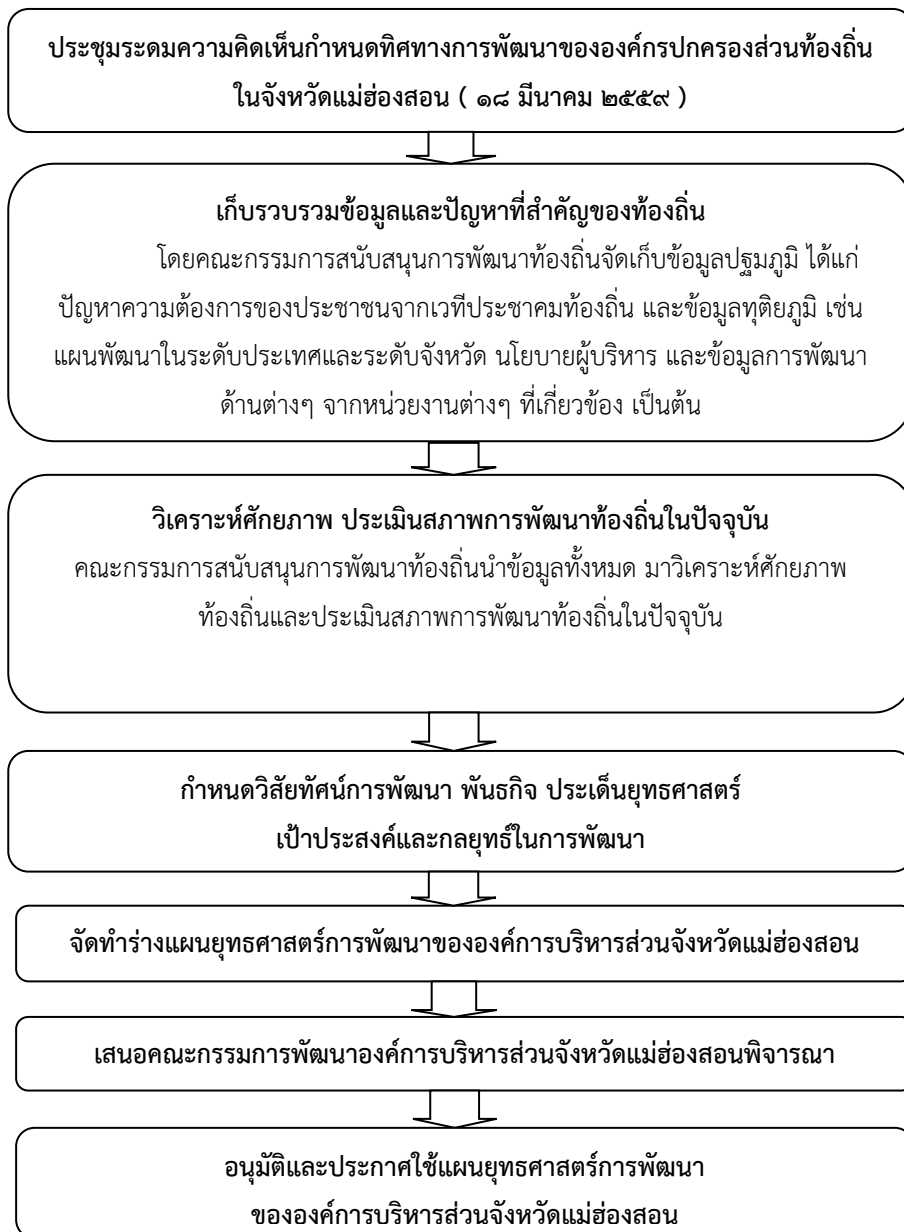 ประชุมระดมความคิดเห็นกำหนดทิศทางการพัฒนาขององค์กรปกครองส่วนท้องถิ่น
ในจังหวัดแม่ฮ่องสอน ( ๑๘ มีนาคม ๒๕๕๙ )
เก็บรวบรวมข้อมูลและปัญหาที่สำคัญของท้องถิ่น
โดยคณะกรรมการสนับสนุนการพัฒนาท้องถิ่นจัดเก็บข้อมูลปฐมภูมิ ได้แก่
ปัญหาความต้องการของประชาชนจากเวทีประชาคมท้องถิ่น และข้อมูลทุติยภูมิ เช่น
แผนพัฒนาในระดับประเทศและระดับจังหวัด นโยบายผู้บริหาร และข้อมูลการพัฒนา
ด้านต่างๆ จากหน่วยงานต่างๆ ที่เกี่ยวข้อง เป็นต้น
วิเคราะห์ศักยภาพ ประเมินสภาพการพัฒนาท้องถิ่นในปัจจุบัน
คณะกรรมการสนับสนุนการพัฒนาท้องถิ่นนำข้อมูลทั้งหมด มาวิเคราะห์ศักยภาพ
ท้องถิ่นและประเมินสภาพการพัฒนาท้องถิ่นในปัจจุบัน
กำหนดวิสัยทัศน์การพัฒนา พันธกิจ ประเด็นยุทธศาสตร์
เป้าประสงค์และกลยุทธ์ในการพัฒนา
จัดทำร่างแผนยุทธศาสตร์การพัฒนาขององค์การบริหารส่วนจังหวัดแม่ฮ่องสอน
เสนอคณะกรรมการพัฒนาองค์การบริหารส่วนจังหวัดแม่ฮ่องสอนพิจารณา
อนุมัติและประกาศใช้แผนยุทธศาสตร์การพัฒนา
ขององค์การบริหารส่วนจังหวัดแม่ฮ่องสอน